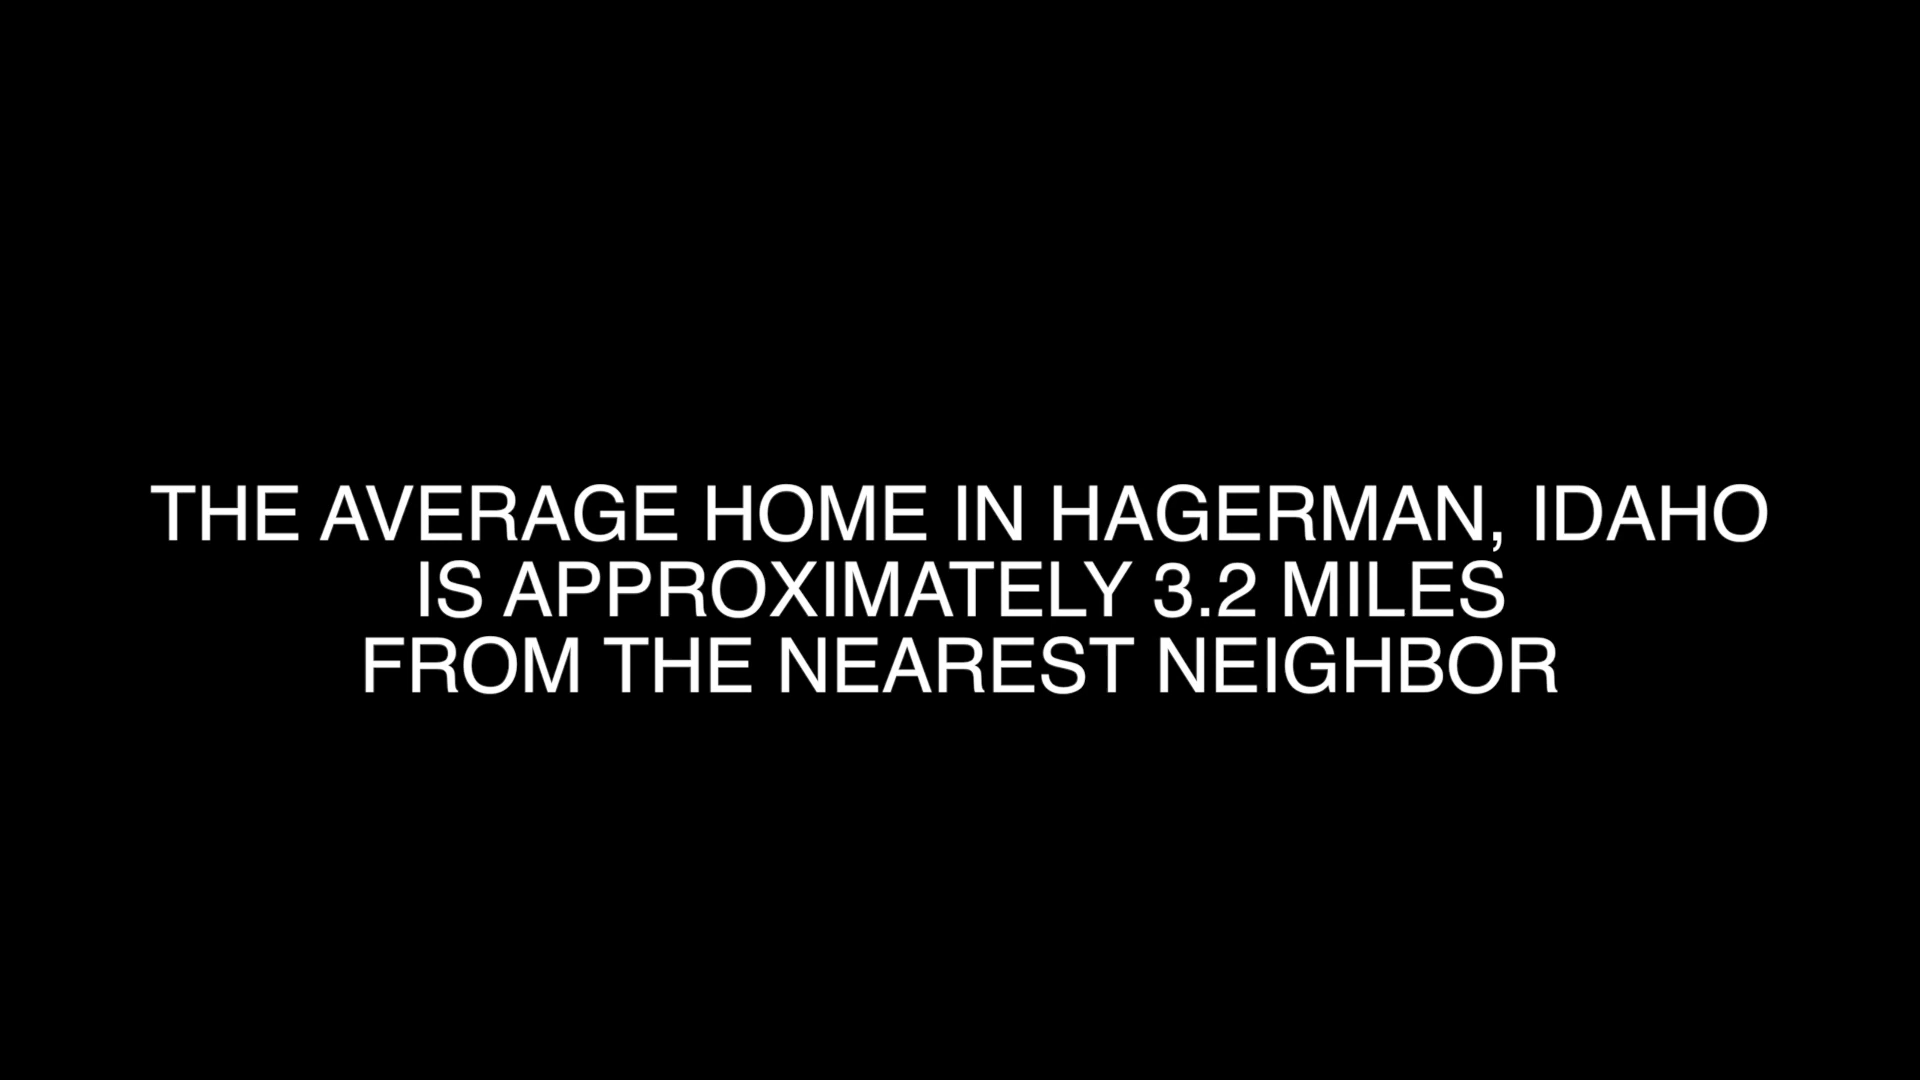 THE AVERAGE HOME IN HAGERMAN, IDAHO
IS APPROXIMATELY 3.2 MILES
FROM THE NEAREST NEIGHBOR